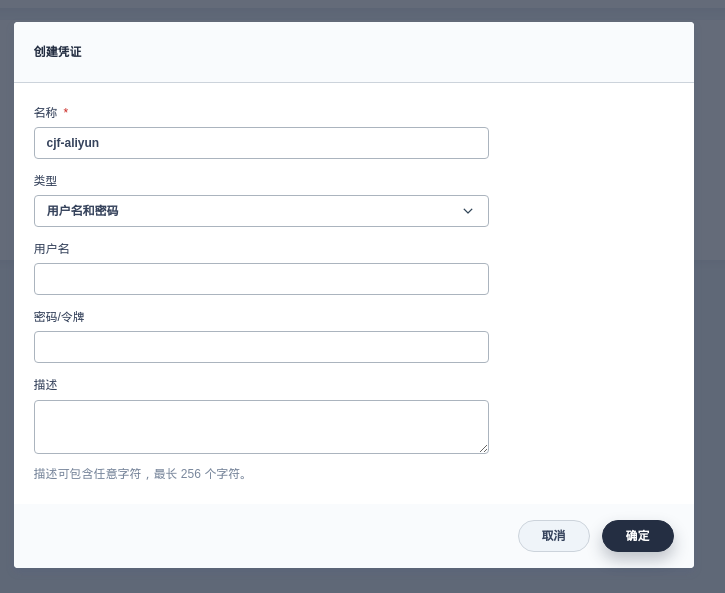 创建凭证
名称 *
cjf-aliyun
类型
用户名和密码
用户名
密码/令牌
描述
描述可包含任意字符，最长 256 个字符。
取消
确定